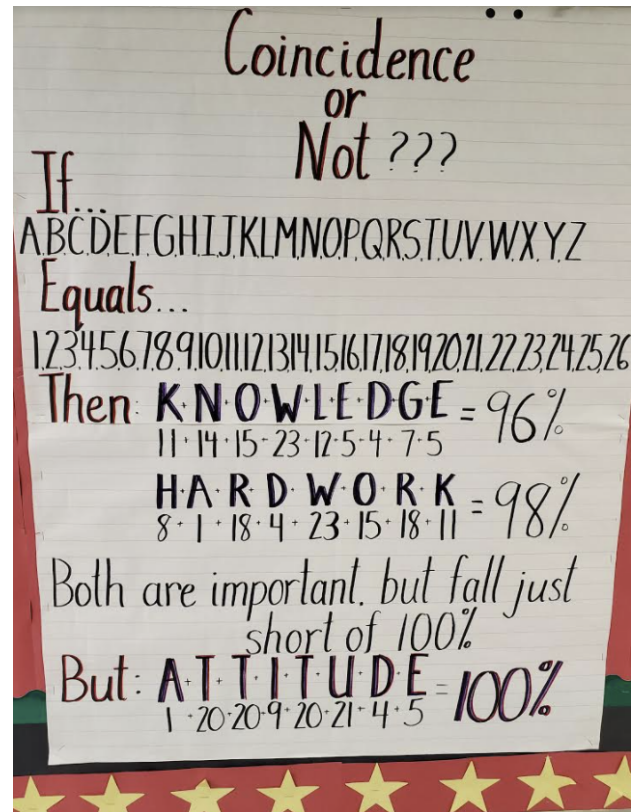 Coincidence
or
Not ???
If...
A.B.C.D.E.F.G.H.I.J.K.L.M.N.O.P.Q.R.S.T.U.V.W.X.Y.Z
Equals...
1.2.3.4.5.6.7.8.9.10.11.12.13.14.15.16.17.18.19.20.21.22.23.24.25.26
Then: K+N+O+W+L+E+D+G+E = 96%
11+14+15+23+12+5+4+7+5
H+A+R+D+W+O+R+K = 98%
8+1+18+4+23+15+18+11
Both are important, but fall just
short of 100%
But: A+T+T+I+T+U+D+E = 100%
1+20+20+9+20+21+4+5